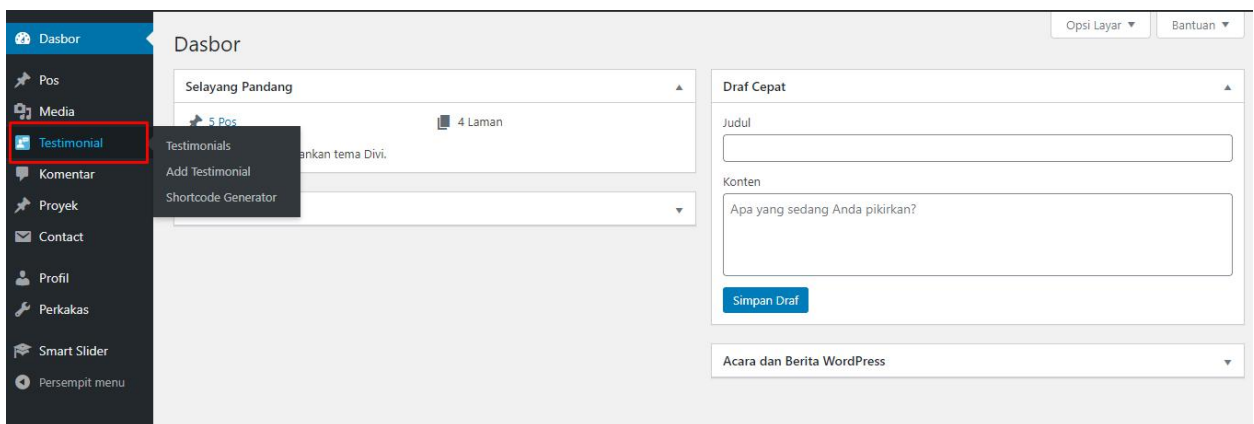 Dasbor
Pos
Media
Testimonial
Komentar
Proyek
Contact
Profil
Perkakas
Smart Slider
Persempit menu
Testimonials
Add Testimonial
Shortcode Generator
Opsi Layar
Bantuan
Dasbor
Selayang Pandang
5 Pos
4 Laman
tema Divi.
Draf Cepat
Judul
Konten
Apa yang sedang Anda pikirkan?
Simpan Draf
Acara dan Berita WordPress